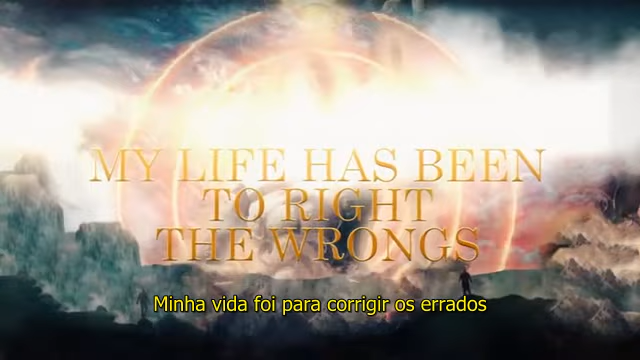 MY LIFE HAS BEEN
TO RIGHT
THE WRONGS
Minha vida foi para corrigir os errados